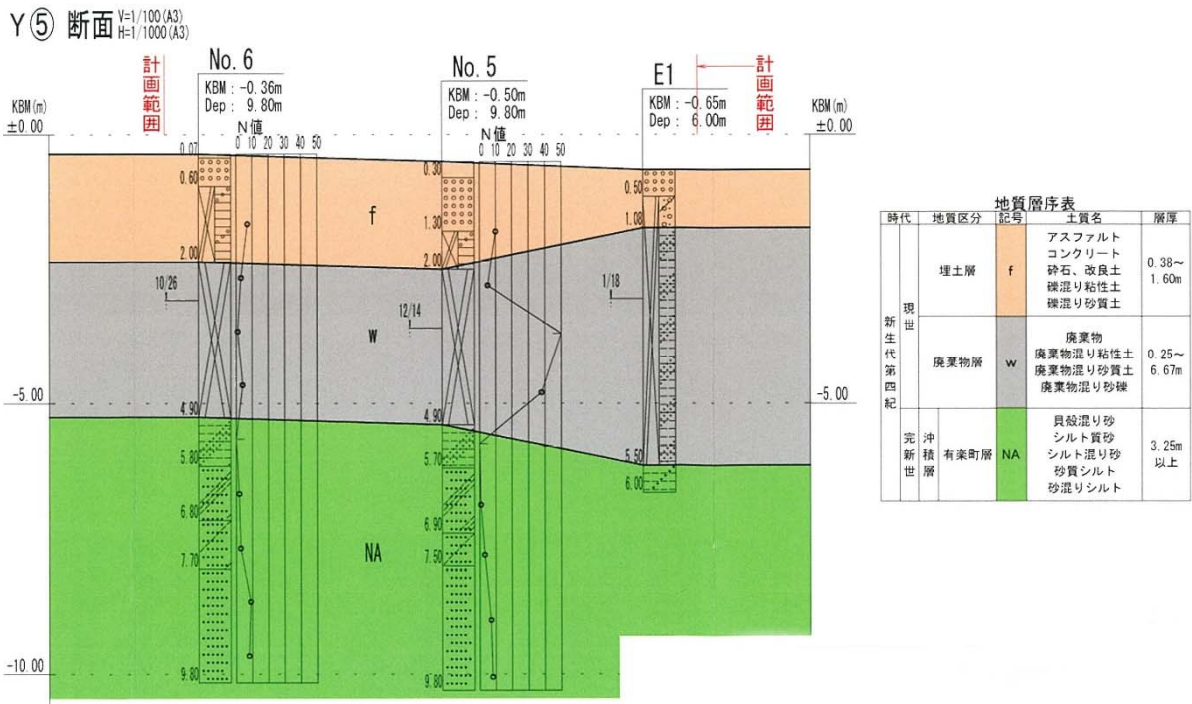 Y⑤ 断面 V=1/100(A3)
H=1/1000(A3)
計画範囲
No. 6
KBM : -0.36m
Dep : 9.80m
No. 5
KBM : -0.50m
Dep : 9.80m
E1
KBM : -0.65m
Dep : 6.00m
計画範囲
KBM(m)
±0.00
KBM(m)
±0.00
N値
0 10 20 30 40 50
N値
0 10 20 30 40 50
0.07
0.60
2.00
10/26
4.90
5.80
6.80
7.70
9.80
0.30
1.30
2.00
12/14
4.90
5.70
6.90
7.50
9.80
0.50
1.08
1/18
5.50
6.00
f
w
NA
-5.00
-5.00
-10.00
地質層序表
時代 地質区分 記号 土質名 層厚
新生代第四紀
現世
埋土層 f
アスファルト
コンクリート
砕石、改良土
礫混り粘性土
礫混り砂質土
0.38～
1.60m
廃棄物層 w
廃棄物
廃棄物混り粘性土
廃棄物混り砂質土
廃棄物混り砂礫
0.25～
6.67m
完新世 沖積層 有楽町層 NA
貝殻混り砂
シルト質砂
シルト混り砂
砂質シルト
砂混りシルト
3.25m
以上